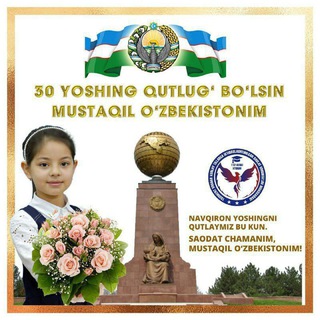 30 YOSHING QUTLUG‘ BO‘LSIN
MUSTAQIL O‘ZBEKISTONIM
NAVQIRON YOSHINGNI
QUTLAYMIZ BU KUN.
SAODAT CHAMANIM,
MUSTAQIL O‘ZBEKISTONIM!